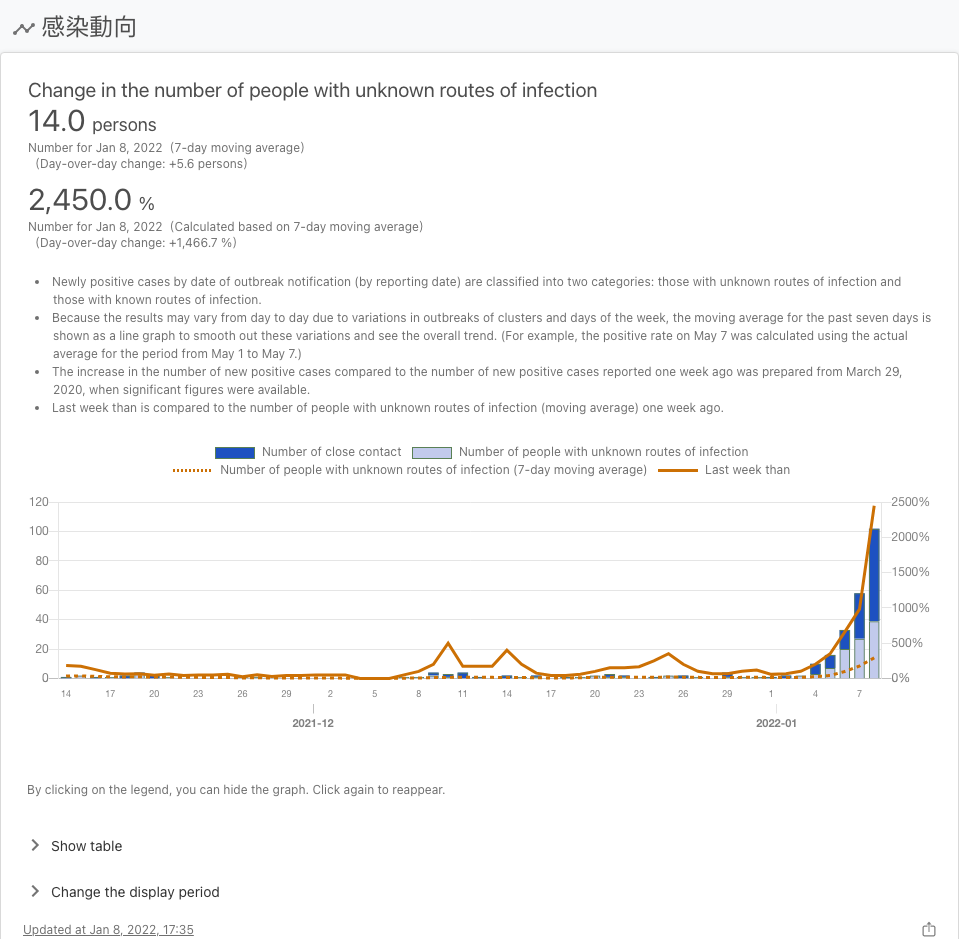 感染動向
Change in the number of people with unknown routes of infection
14.0 persons
Number for Jan 8, 2022 (7-day moving average)
(Day-over-day change: +5.6 persons)
2,450.0 %
Number for Jan 8, 2022 (Calculated based on 7-day moving average)
(Day-over-day change: +1,466.7 %)
• Newly positive cases by date of outbreak notification (by reporting date) are classified into two categories: those with unknown routes of infection and
those with known routes of infection.
• Because the results may vary from day to day due to variations in outbreaks of clusters and days of the week, the moving average for the past seven days is
shown as a line graph to smooth out these variations and see the overall trend. (For example, the positive rate on May 7 was calculated using the actual
average for the period from May 1 to May 7.)
• The increase in the number of new positive cases compared to the number of new positive cases reported one week ago was prepared from March 29,
2020, when significant figures were available.
• Last week than is compared to the number of people with unknown routes of infection (moving average) one week ago.
Number of close contact Number of people with unknown routes of infection
Number of people with unknown routes of infection (7-day moving average) Last week than
120 2500%
100 2000%
80 1500%
60 1000%
40 500%
20 0%
0
14 17 20 23 26 29 2 5 8 11 14 17 20 23 26 29 1 4 7
2021-12 2022-01
By clicking on the legend, you can hide the graph. Click again to reappear.
Show table
Change the display period
Updated at Jan 8, 2022, 17:35